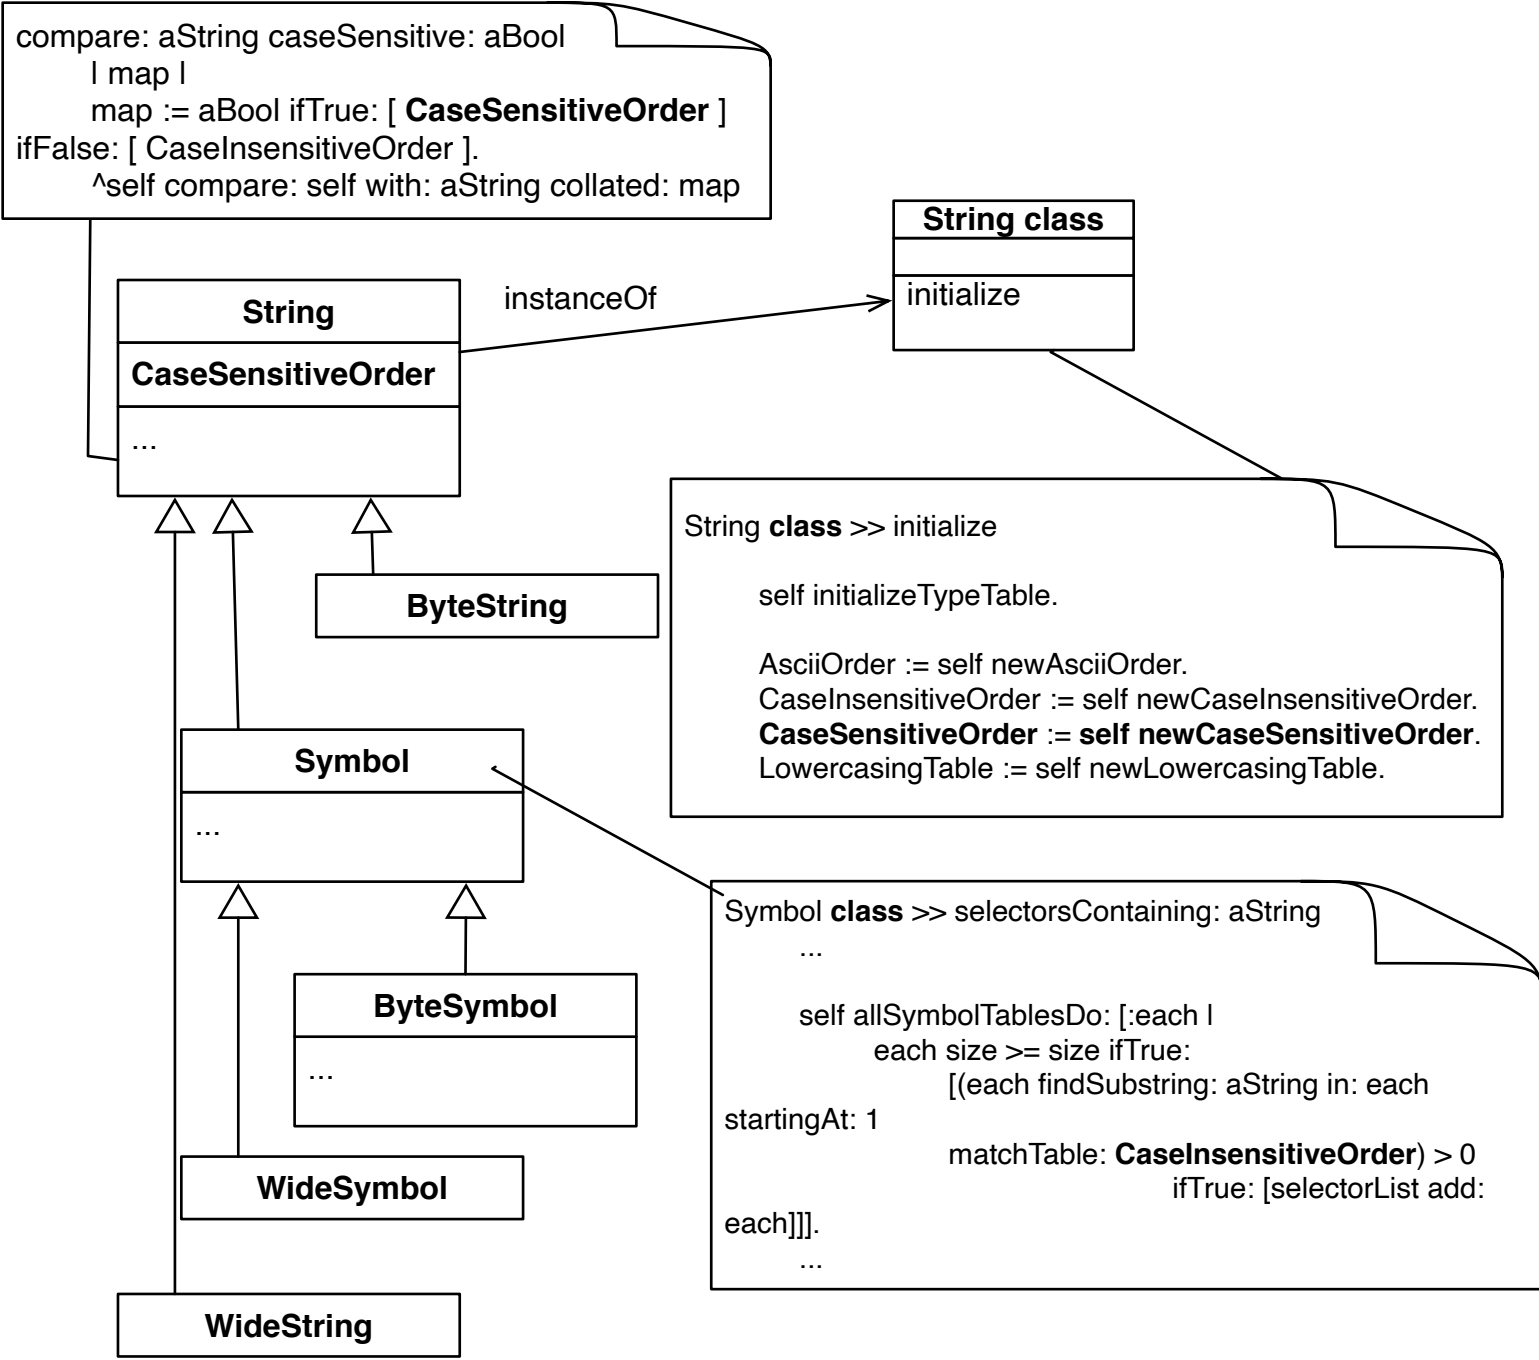 compare: aString caseSensitive: aBool
| map |
map := aBool ifTrue: [ CaseSensitiveOrder ]
ifFalse: [ CaseInsensitiveOrder ].
^self compare: self with: aString collated: map
String class
initialize
instanceOf
String
CaseSensitiveOrder
...
String class >> initialize
self initializeTypeTable.
AsciiOrder := self newAsciiOrder.
CaseInsensitiveOrder := self newCaseInsensitiveOrder.
CaseSensitiveOrder := self newCaseSensitiveOrder.
LowercasingTable := self newLowercasingTable.
ByteString
Symbol
...
Symbol class >> selectorsContaining: aString
...
self allSymbolTablesDo: [:each |
each size >= size ifTrue:
[(each findSubstring: aString in: each
startingAt: 1
matchTable: CaseInsensitiveOrder) > 0
ifTrue: [selectorList add:
each]]].
...
ByteSymbol
...
WideSymbol
WideString